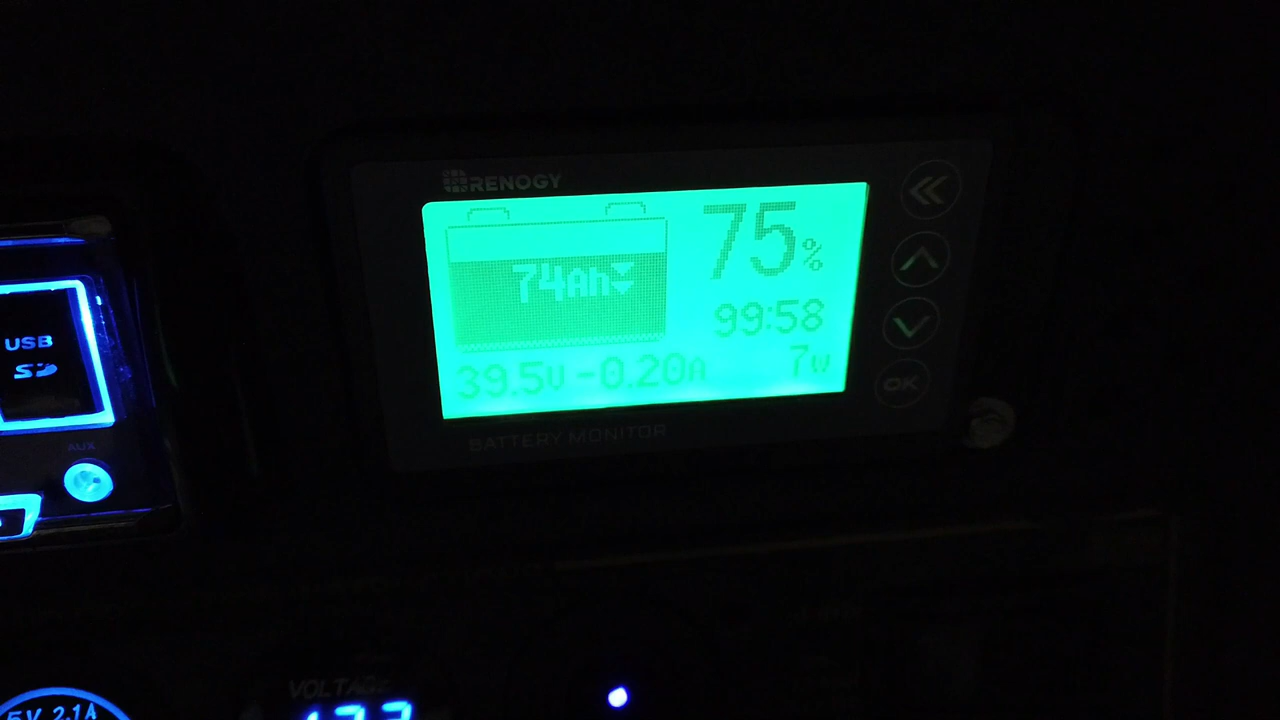 RENOGY
75%
74Ah
99:58
39.5V -0.20A 7W
BATTERY MONITOR
OK
USB
SD
AUX
VOLTAGE
5V 2.1A